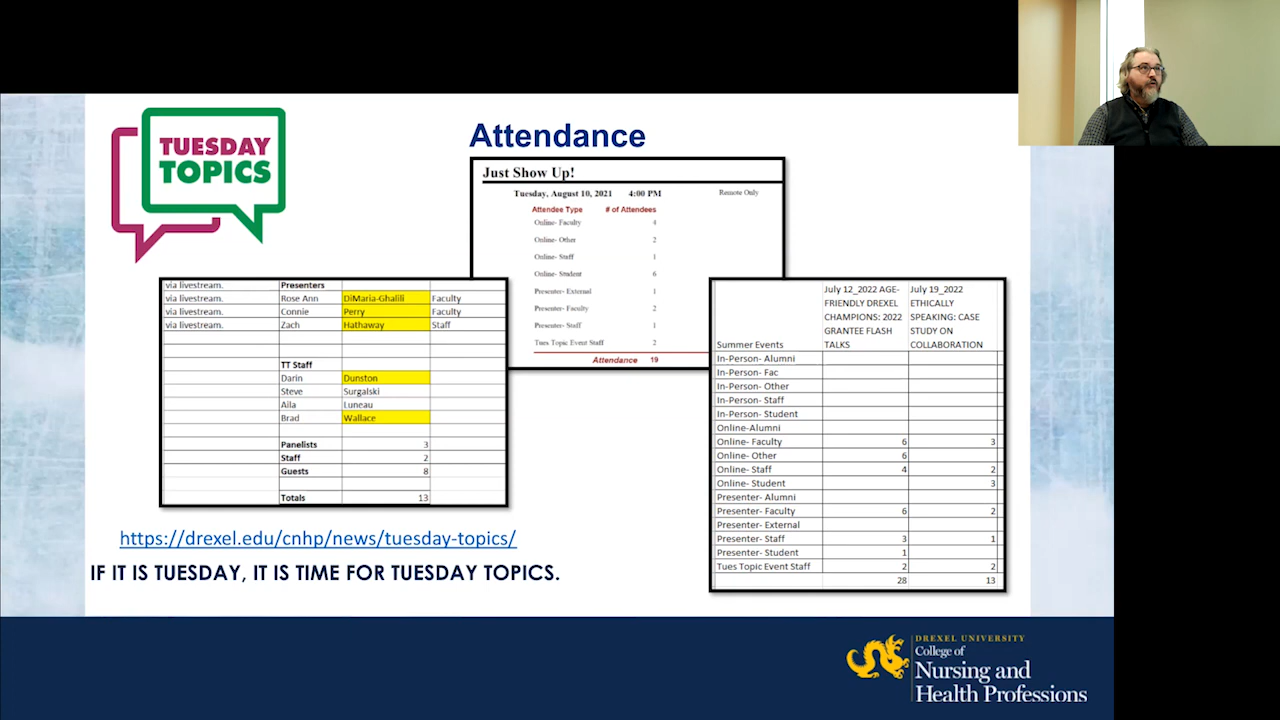 TUESDAY
TOPICS
Attendance
Just Show Up!
Tuesday, August 10, 2021 4:00 PM Remote Only
Attendee Type # of Attendees
Online- Faculty 4
Online- Other 2
Online- Staff 1
Online- Student 6
Presenter- External 1
Presenter- Faculty 2
Presenter- Staff 1
Tues Topic Event Staff 2
Attendance 19
via livestream. Presenters
via livestream. Rose Ann DiMaria-Ghalili Faculty
via livestream. Connie Perry Faculty
via livestream. Zach Hathaway Staff
TT Staff
Darin Dunston
Steve Surgalski
Aila Luneau
Brad Wallace
Panelists 3
Staff 2
Guests 8
Totals 13
July 12_2022 AGE- July 19_2022
FRIENDLY DREXEL ETHICALLY
CHAMPIONS: 2022 SPEAKING: CASE
GRANTEE FLASH STUDY ON
Summer Events TALKS COLLABORATION
In-Person- Alumni
In-Person- Fac
In-Person- Other
In-Person- Staff
In-Person- Student
Online-Alumni
Online- Faculty 6 3
Online- Other 6
Online- Staff 4 2
Online- Student 3
Presenter- Alumni
Presenter- Faculty 6 2
Presenter- External
Presenter- Staff 3 1
Presenter- Student 1
Tues Topic Event Staff 2 2
28 13
https://drexel.edu/cnhp/news/tuesday-topics/
IF IT IS TUESDAY, IT IS TIME FOR TUESDAY TOPICS.
DREXEL UNIVERSITY
College of
Nursing and
Health Professions